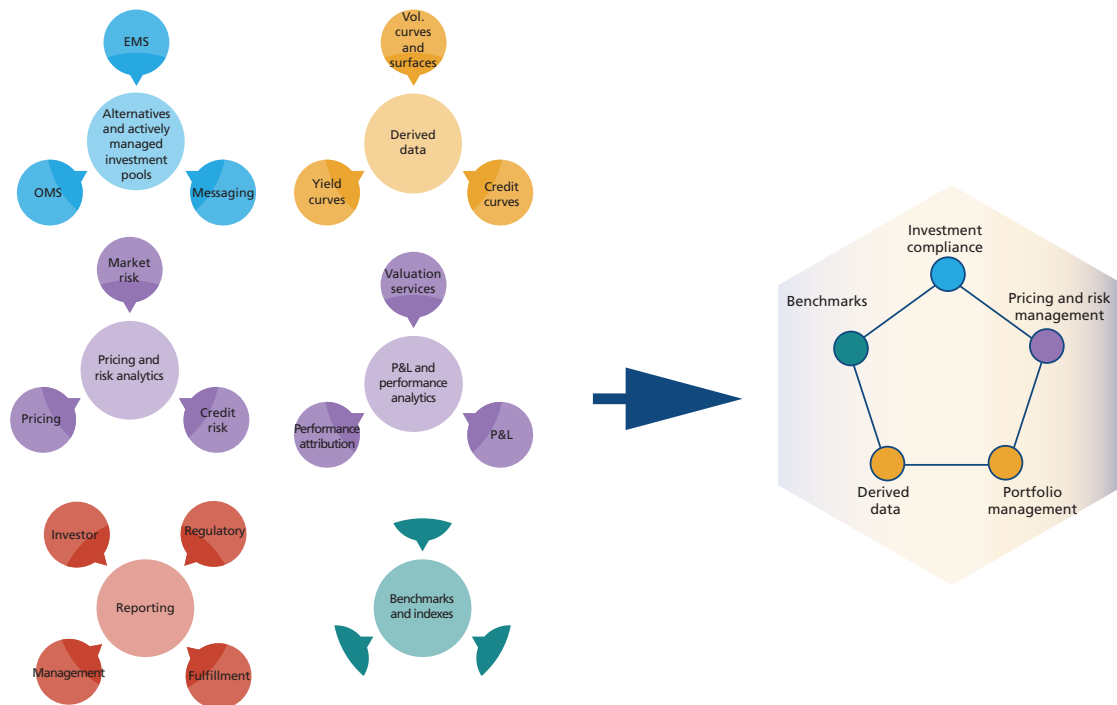 EMS
Alternatives
and actively
managed
investment
pools
OMS
Messaging
Vol.
curves
and
surfaces
Derived
data
Yield
curves
Credit
curves
Market
risk
Pricing and
risk analytics
Pricing
Credit
risk
Valuation
services
P&L and
performance
analytics
Performance
attribution
P&L
Investor
Regulatory
Reporting
Management
Fulfillment
Benchmarks
and indexes
Investment
compliance
Benchmarks
Pricing and risk
management
Derived
data
Portfolio
management